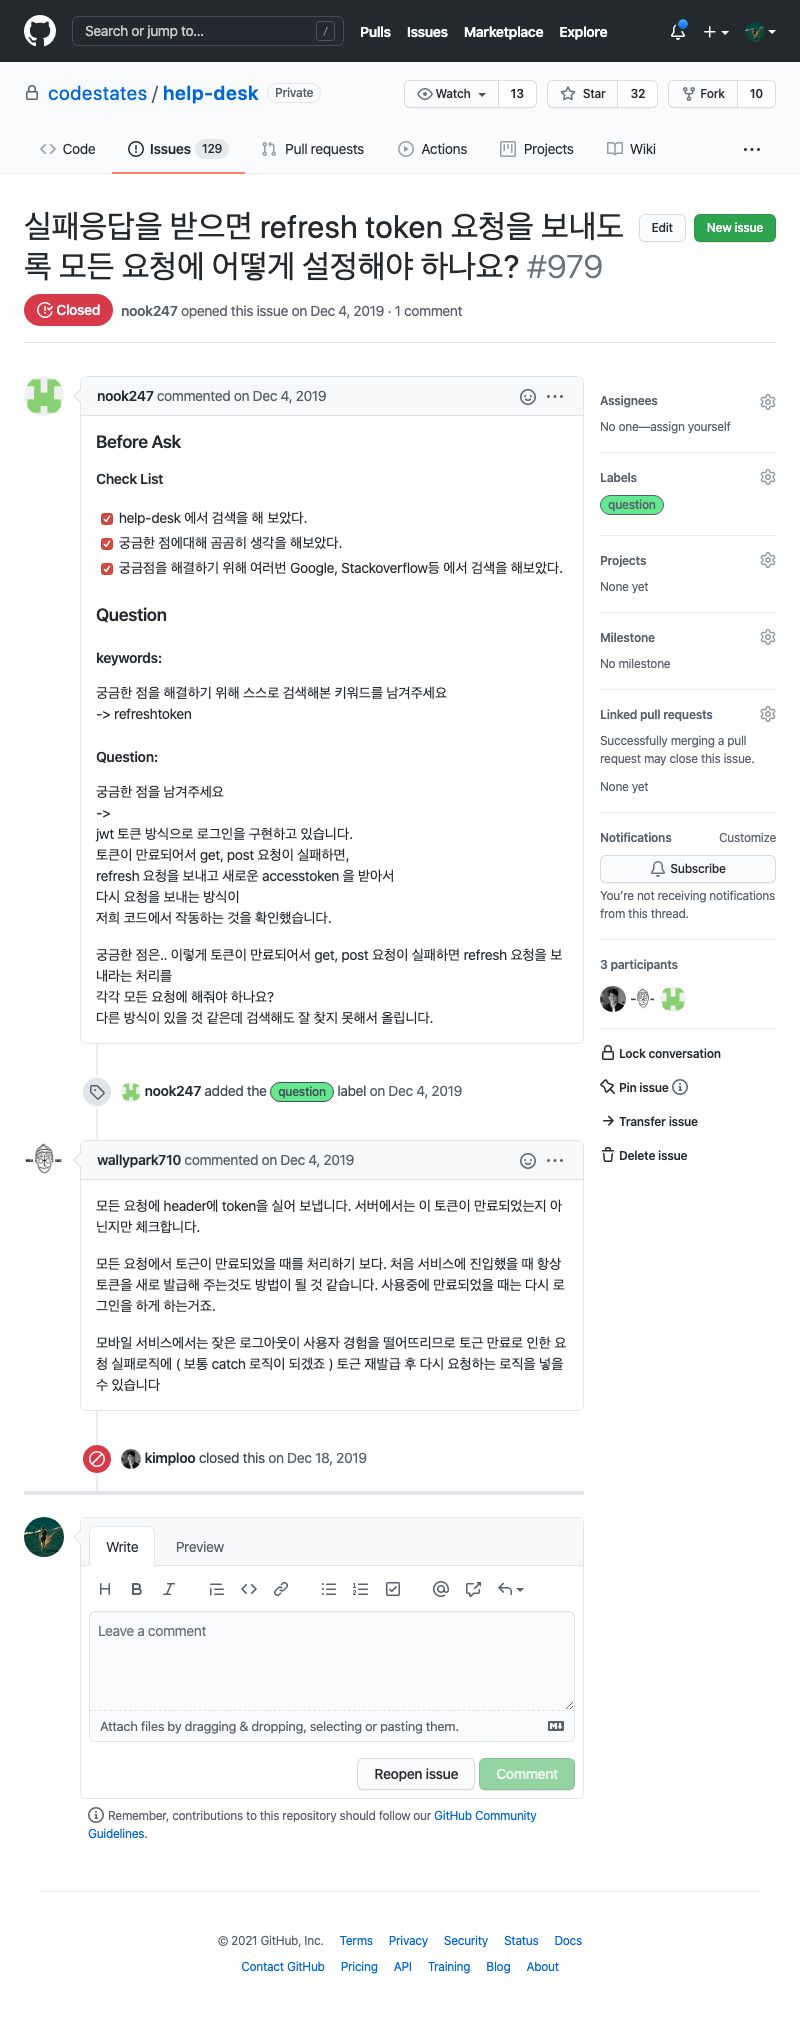 Search or jump to...
/
Pulls
Issues
Marketplace
Explore
codestates / help-desk
Private
Watch
13
Star
32
Fork
10
Code
Issues
129
Pull requests
Actions
Projects
Wiki
실패응답을 받으면 refresh token 요청을 보내도
록 모든 요청에 어떻게 설정해야 하나요? #979
Edit
New issue
Closed
nook247 opened this issue on Dec 4, 2019 · 1 comment
nook247 commented on Dec 4, 2019
Before Ask
Check List
help-desk 에서 검색을 해 보았다.
궁금한 점에대해 곰곰히 생각을 해보았다.
궁금점을 해결하기 위해 여러번 Google, Stackoverflow등 에서 검색을 해보았다.
Question
keywords:
궁금한 점을 해결하기 위해 스스로 검색해본 키워드를 남겨주세요
-> refreshtoken
Question:
궁금한 점을 남겨주세요
->
jwt 토큰 방식으로 로그인을 구현하고 있습니다.
토큰이 만료되어서 get, post 요청이 실패하면,
refresh 요청을 보내고 새로운 accesstoken 을 받아서
다시 요청을 보내는 방식이
저희 코드에서 작동하는 것을 확인했습니다.
궁금한 점은.. 이렇게 토큰이 만료되어서 get, post 요청이 실패하면 refresh 요청을 보
내라는 처리를
각각 모든 요청에 해줘야 하나요?
다른 방식이 있을 것 같은데 검색해도 잘 찾지 못해서 올립니다.
nook247 added the question label on Dec 4, 2019
wallypark710 commented on Dec 4, 2019
모든 요청에 header에 token을 실어 보냅니다. 서버에서는 이 토큰이 만료되었는지 아
닌지만 체크합니다.
모든 요청에서 토근이 만료되었을 때를 처리하기 보다. 처음 서비스에 진입했을 때 항상
토큰을 새로 발급해 주는것도 방법이 될 것 같습니다. 사용중에 만료되었을 때는 다시 로
그인을 하게 하는거죠.
모바일 서비스에서는 잦은 로그아웃이 사용자 경험을 떨어뜨리므로 토근 만료로 인한 요
청 실패로직에 ( 보통 catch 로직이 되겠죠 ) 토근 재발급 후 다시 요청하는 로직을 넣을
수 있습니다
kimploo closed this on Dec 18, 2019
Write
Preview
Leave a comment
Attach files by dragging & dropping, selecting or pasting them.
Reopen issue
Comment
Remember, contributions to this repository should follow our GitHub Community
Guidelines.
Assignees
No one—assign yourself
Labels
question
Projects
None yet
Milestone
No milestone
Linked pull requests
Successfully merging a pull
request may close this issue.
None yet
Notifications
Customize
Subscribe
You're not receiving notifications
from this thread.
3 participants
Lock conversation
Pin issue
Transfer issue
Delete issue
© 2021 GitHub, Inc.
Terms
Privacy
Security
Status
Docs
Contact GitHub
Pricing
API
Training
Blog
About